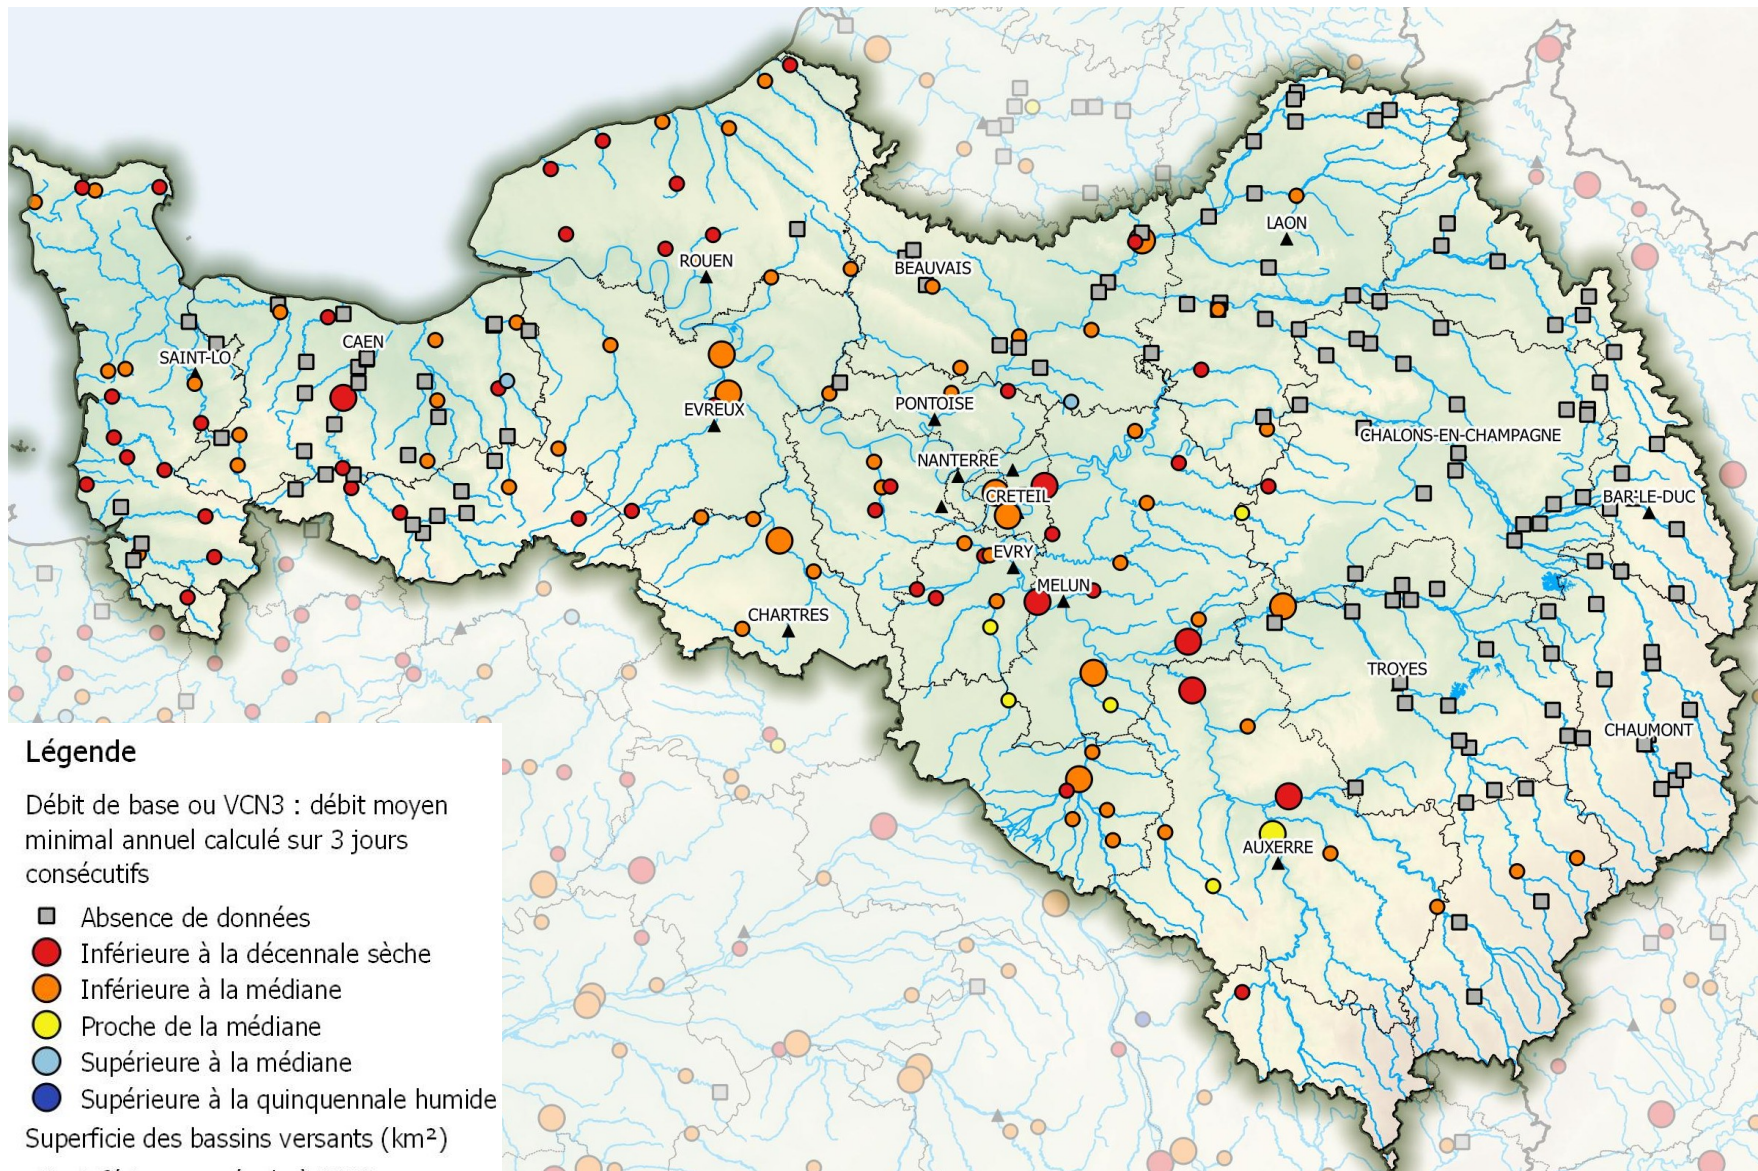 LAON
ROUEN
BEAUVAIS
CAEN
SAINT-LO
EVREUX
PONTOISE
CHALONS-EN-CHAMPAGNE
NANTERRE
CRETEIL
BAR-LE-DUC
EVRY
MELUN
CHARTRES
TROYES
CHAUMONT
AUXERRE
Légende
Débit de base ou VCN3 : débit moyen
minimal annuel calculé sur 3 jours
consécutifs
Absence de données
Inférieure à la décennale sèche
Inférieure à la médiane
Proche de la médiane
Supérieure à la médiane
Supérieure à la quinquennale humide
Superficie des bassins versants (km²)